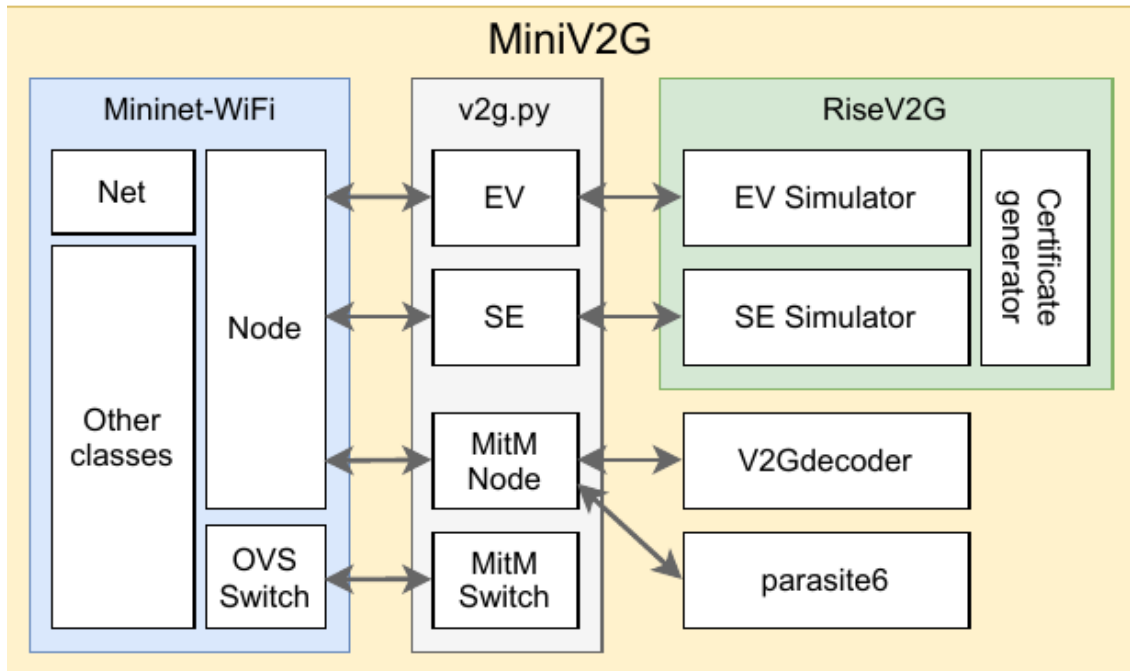 MiniV2G
Mininet-WiFi
Net
Node
Other
classes
OVS
Switch
v2g.py
EV
SE
MitM
Node
MitM
Switch
RiseV2G
EV Simulator
SE Simulator
Certificate
generator
V2Gdecoder
parasite6